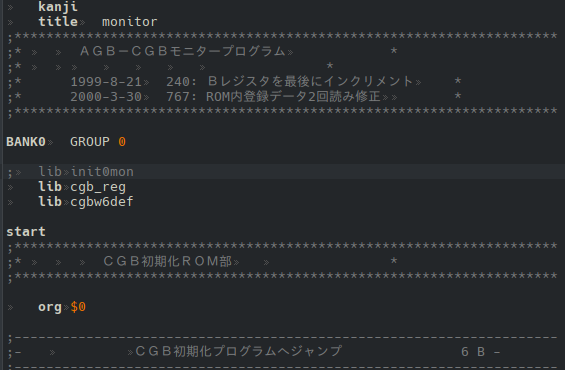 kanji
title monitor
;********************************************************************
;* ＡＧＢ－ＣＧＢモニタープログラム *
;* *
;* 1999-8-21 240: Ｂレジスタを最後にインクリメント *
;* 2000-3-30 767: ROM内登録データ2回読み修正 *
;********************************************************************
BANK0 GROUP 0
; lib init0mon
lib cgb_reg
lib cgbw6def
start
;********************************************************************
;* ＣＧＢ初期化ＲＯＭ部 *
;********************************************************************
org $0
;--------------------------------------------------------------------
;- ＣＧＢ初期化プログラムへジャンプ 6 B -
;--------------------------------------------------------------------